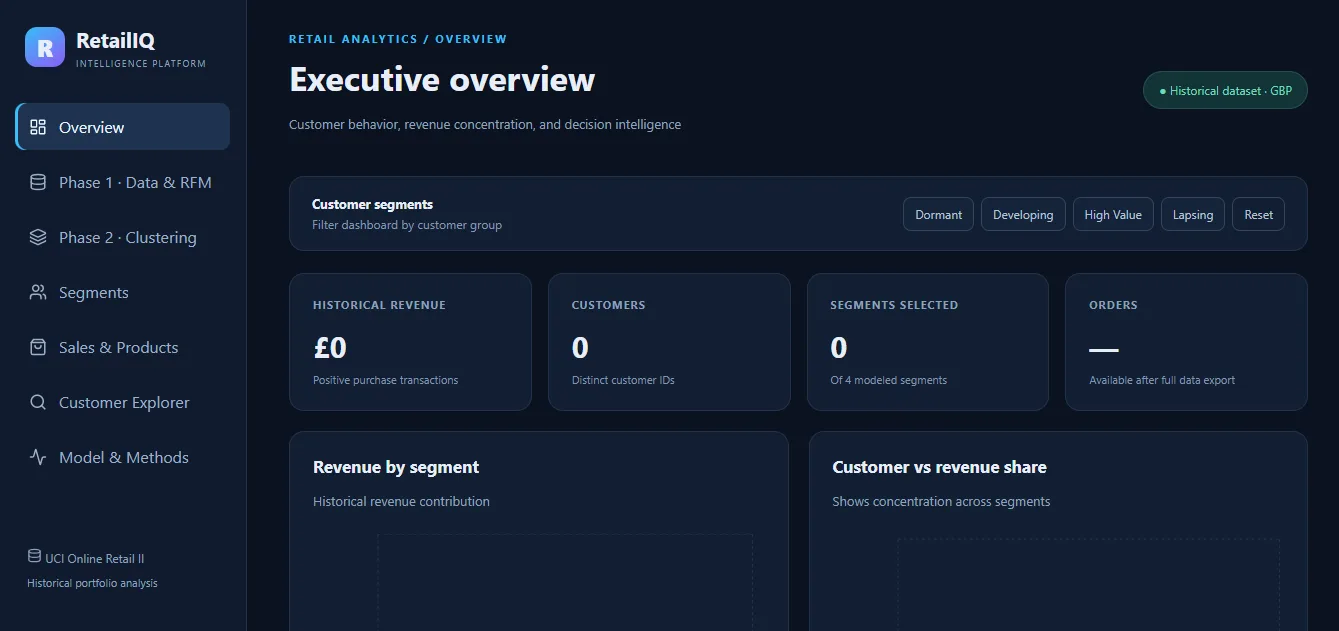 R
RetailIQ
INTELLIGENCE PLATFORM
Overview
Phase 1 · Data & RFM
Phase 2 · Clustering
Segments
Sales & Products
Customer Explorer
Model & Methods
UCI Online Retail II
Historical portfolio analysis
RETAIL ANALYTICS / OVERVIEW
Executive overview
Customer behavior, revenue concentration, and decision intelligence
● Historical dataset · GBP
Customer segments
Filter dashboard by customer group
Dormant
Developing
High Value
Lapsing
Reset
HISTORICAL REVENUE
£0
Positive purchase transactions
CUSTOMERS
0
Distinct customer IDs
SEGMENTS SELECTED
0
Of 4 modeled segments
ORDERS
—
Available after full data export
Revenue by segment
Historical revenue contribution
Customer vs revenue share
Shows concentration across segments